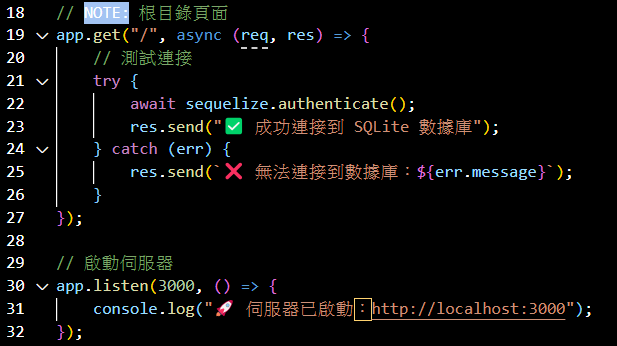 18 // NOTE: 根目錄頁面
19 app.get("/", async (req, res) => {
20     // 測試連接
21     try {
22         await sequelize.authenticate();
23         res.send("✅ 成功連接到 SQLite 數據庫");
24     } catch (err) {
25         res.send(`❌ 無法連接到數據庫：${err.message}`);
26     }
27 });
28
29 // 啟動伺服器
30 app.listen(3000, () => {
31     console.log("🚀 伺服器已啟動：http://localhost:3000");
32 });